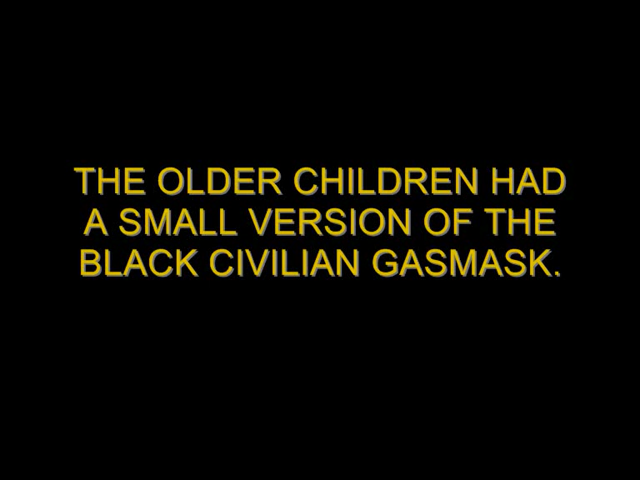 THE OLDER CHILDREN HAD
A SMALL VERSION OF THE
BLACK CIVILIAN GASMASK.